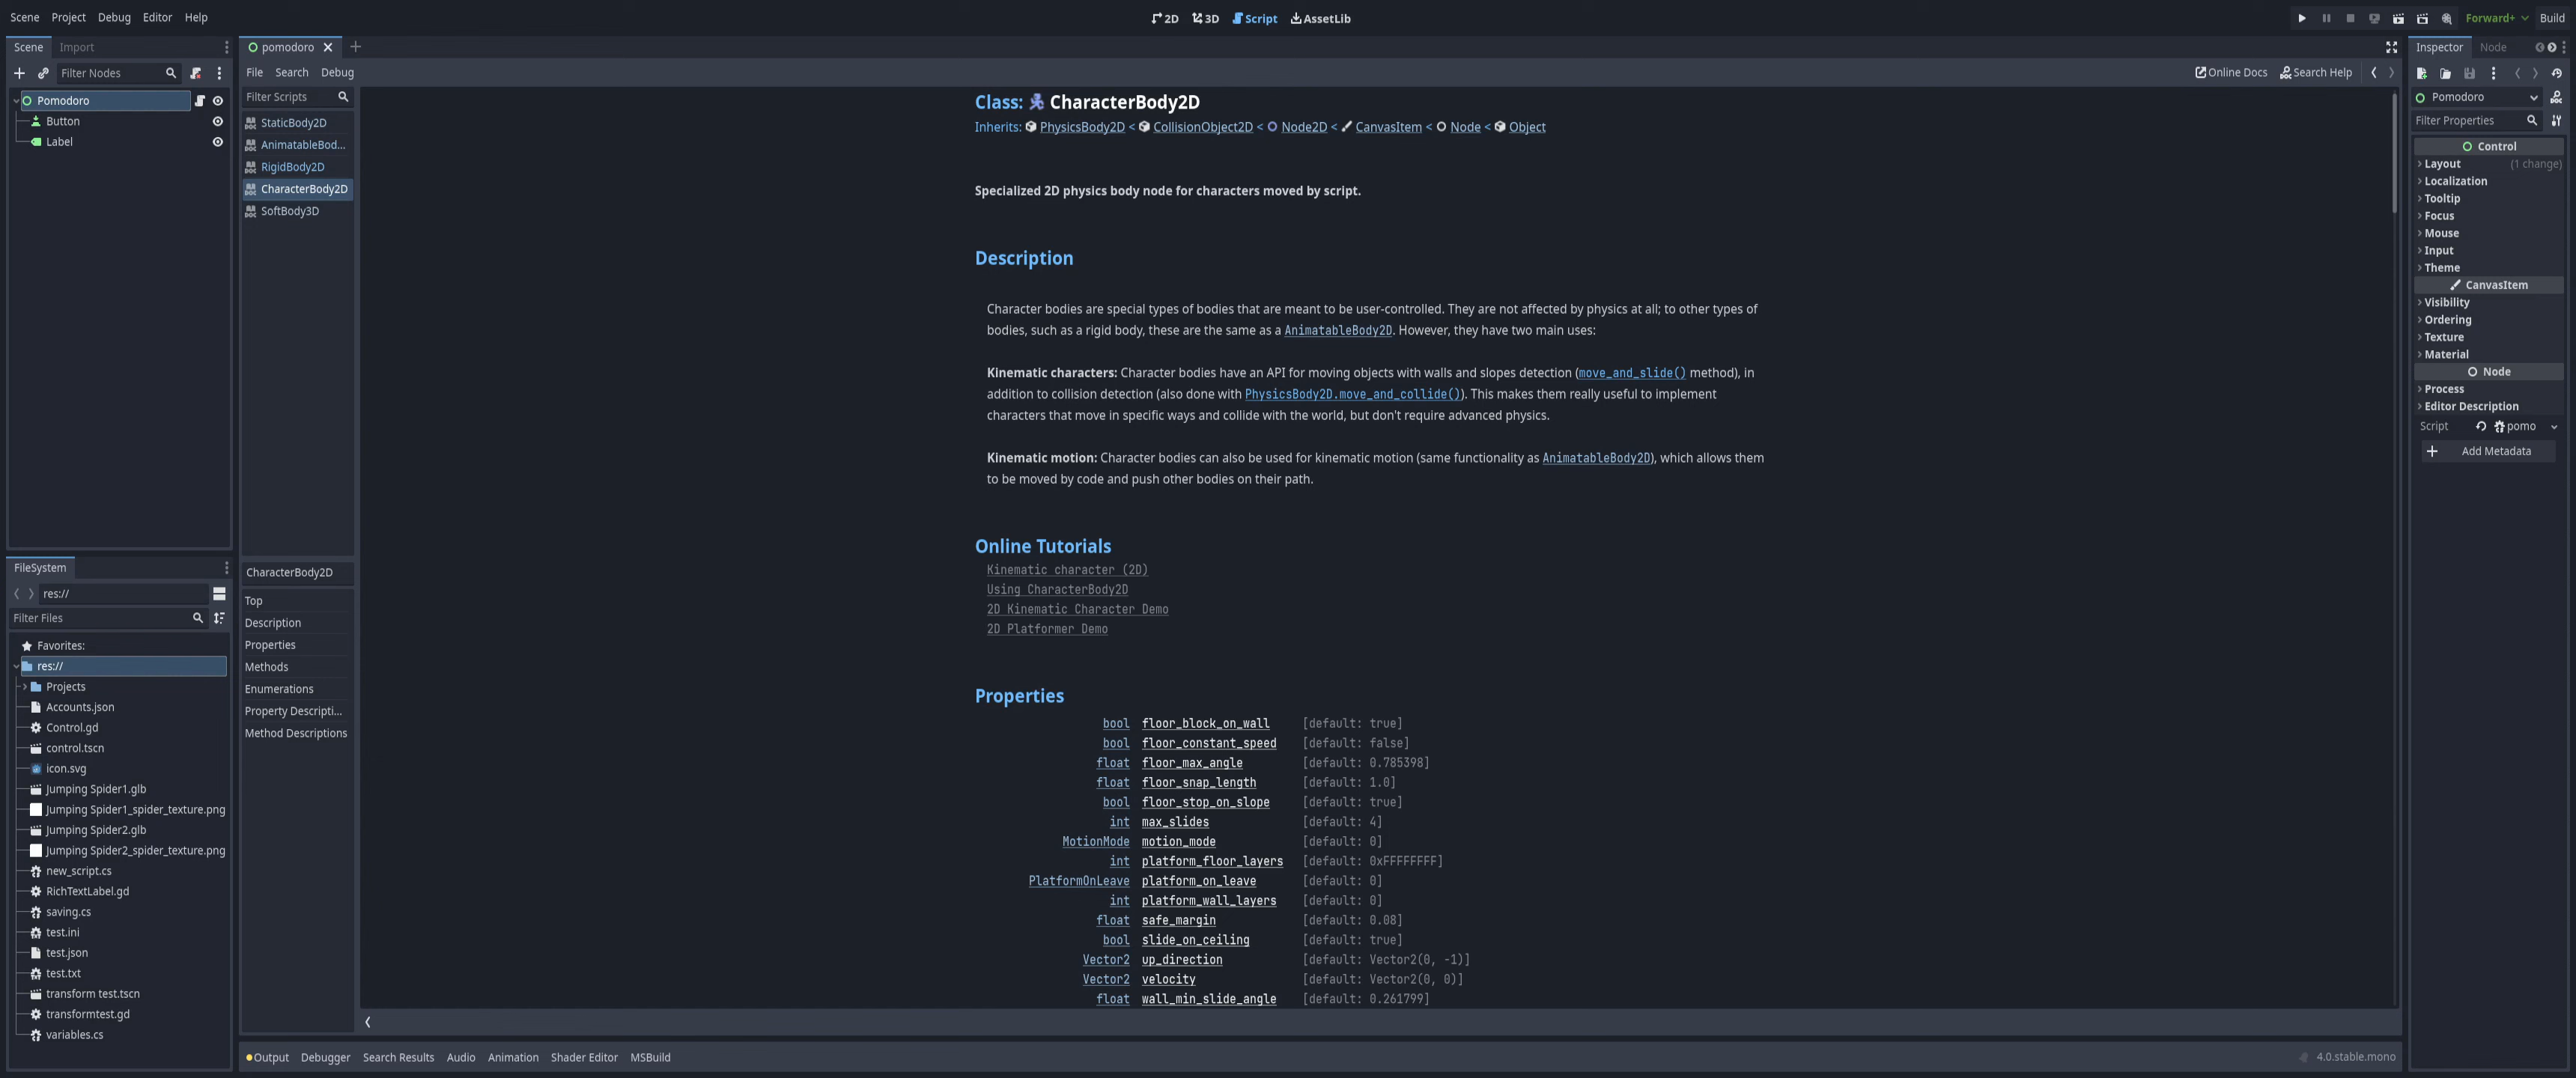 Scene Project Debug Editor Help
2D 3D Script AssetLib
Forward+ Build
Scene Import
Filter Nodes
Pomodoro
Button
Label
FileSystem
res://
Filter Files
Favorites:
res://
Projects
Accounts.json
Control.gd
control.tscn
icon.svg
Jumping Spider1.glb
Jumping Spider1_spider_texture.png
Jumping Spider2.glb
Jumping Spider2_spider_texture.png
new_script.cs
RichTextLabel.gd
saving.cs
test.ini
test.json
test.txt
transform test.tscn
transformtest.gd
variables.cs
pomodoro
File Search Debug
Online Docs Search Help
Filter Scripts
StaticBody2D
AnimatableBod...
RigidBody2D
CharacterBody2D
SoftBody3D
CharacterBody2D
Top
Description
Properties
Methods
Enumerations
Property Descripti...
Method Descriptions
Class: CharacterBody2D
Inherits: PhysicsBody2D < CollisionObject2D < Node2D < CanvasItem < Node < Object
Specialized 2D physics body node for characters moved by script.
Description
Character bodies are special types of bodies that are meant to be user-controlled. They are not affected by physics at all; to other types of
bodies, such as a rigid body, these are the same as a AnimatableBody2D. However, they have two main uses:
Kinematic characters: Character bodies have an API for moving objects with walls and slopes detection (move_and_slide() method), in
addition to collision detection (also done with PhysicsBody2D.move_and_collide()). This makes them really useful to implement
characters that move in specific ways and collide with the world, but don't require advanced physics.
Kinematic motion: Character bodies can also be used for kinematic motion (same functionality as AnimatableBody2D), which allows them
to be moved by code and push other bodies on their path.
Online Tutorials
Kinematic character (2D)
Using CharacterBody2D
2D Kinematic Character Demo
2D Platformer Demo
Properties
bool floor_block_on_wall [default: true]
bool floor_constant_speed [default: false]
float floor_max_angle [default: 0.785398]
float floor_snap_length [default: 1.0]
bool floor_stop_on_slope [default: true]
int max_slides [default: 4]
MotionMode motion_mode [default: 0]
int platform_floor_layers [default: 0xFFFFFFFF]
PlatformOnLeave platform_on_leave [default: 0]
int platform_wall_layers [default: 0]
float safe_margin [default: 0.08]
bool slide_on_ceiling [default: true]
Vector2 up_direction [default: Vector2(0, -1)]
Vector2 velocity [default: Vector2(0, 0)]
float wall_min_slide_angle [default: 0.261799]
Output Debugger Search Results Audio Animation Shader Editor MSBuild
4.0.stable.mono
Inspector Node
Pomodoro
Filter Properties
Control
Layout (1 change)
Localization
Tooltip
Focus
Mouse
Input
Theme
CanvasItem
Visibility
Ordering
Texture
Material
Node
Process
Editor Description
Script pomo
Add Metadata